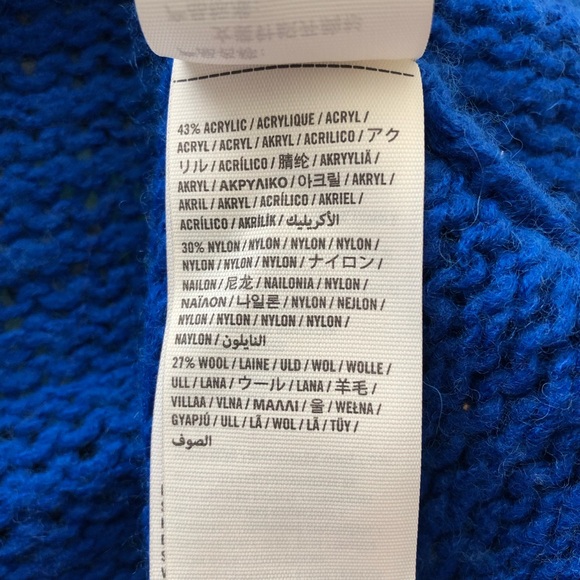 43% ACRYLIC / ACRYLIQUE / ACRYL /
ACRYL / ACRYL / AKRYL / ACRILICO / アク
リル / ACRÍLICO / 腈纶 / AKRYYLIÄ /
AKRYL / ΑΚΡΥΛΙΚΟ / 아크릴 / AKRYL /
AKRIL / AKRYL / ACRÍLICO / AKRIEL /
ACRÍLICO / AKRİLİK / الأكريليك
30% NYLON / NYLON / NYLON / NYLON /
NYLON / NYLON / NYLON / ナイロン /
NAILON / 尼龙 / NAILONIA / NYLON /
ΝΑΪΛΟΝ / 나일론 / NYLON / NEJLON /
NYLON / NYLON / NYLON / NYLON /
NAYLON / النايلون
27% WOOL / LAINE / ULD / WOL / WOLLE /
ULL / LANA / ウール / LANA / 羊毛 /
VILLAA / VLNA / ΜΑΛΛΙ / 울 / WEŁNA /
GYAPJÚ / ULL / LÃ / WOL / LÃ / TÜY /
الصوف